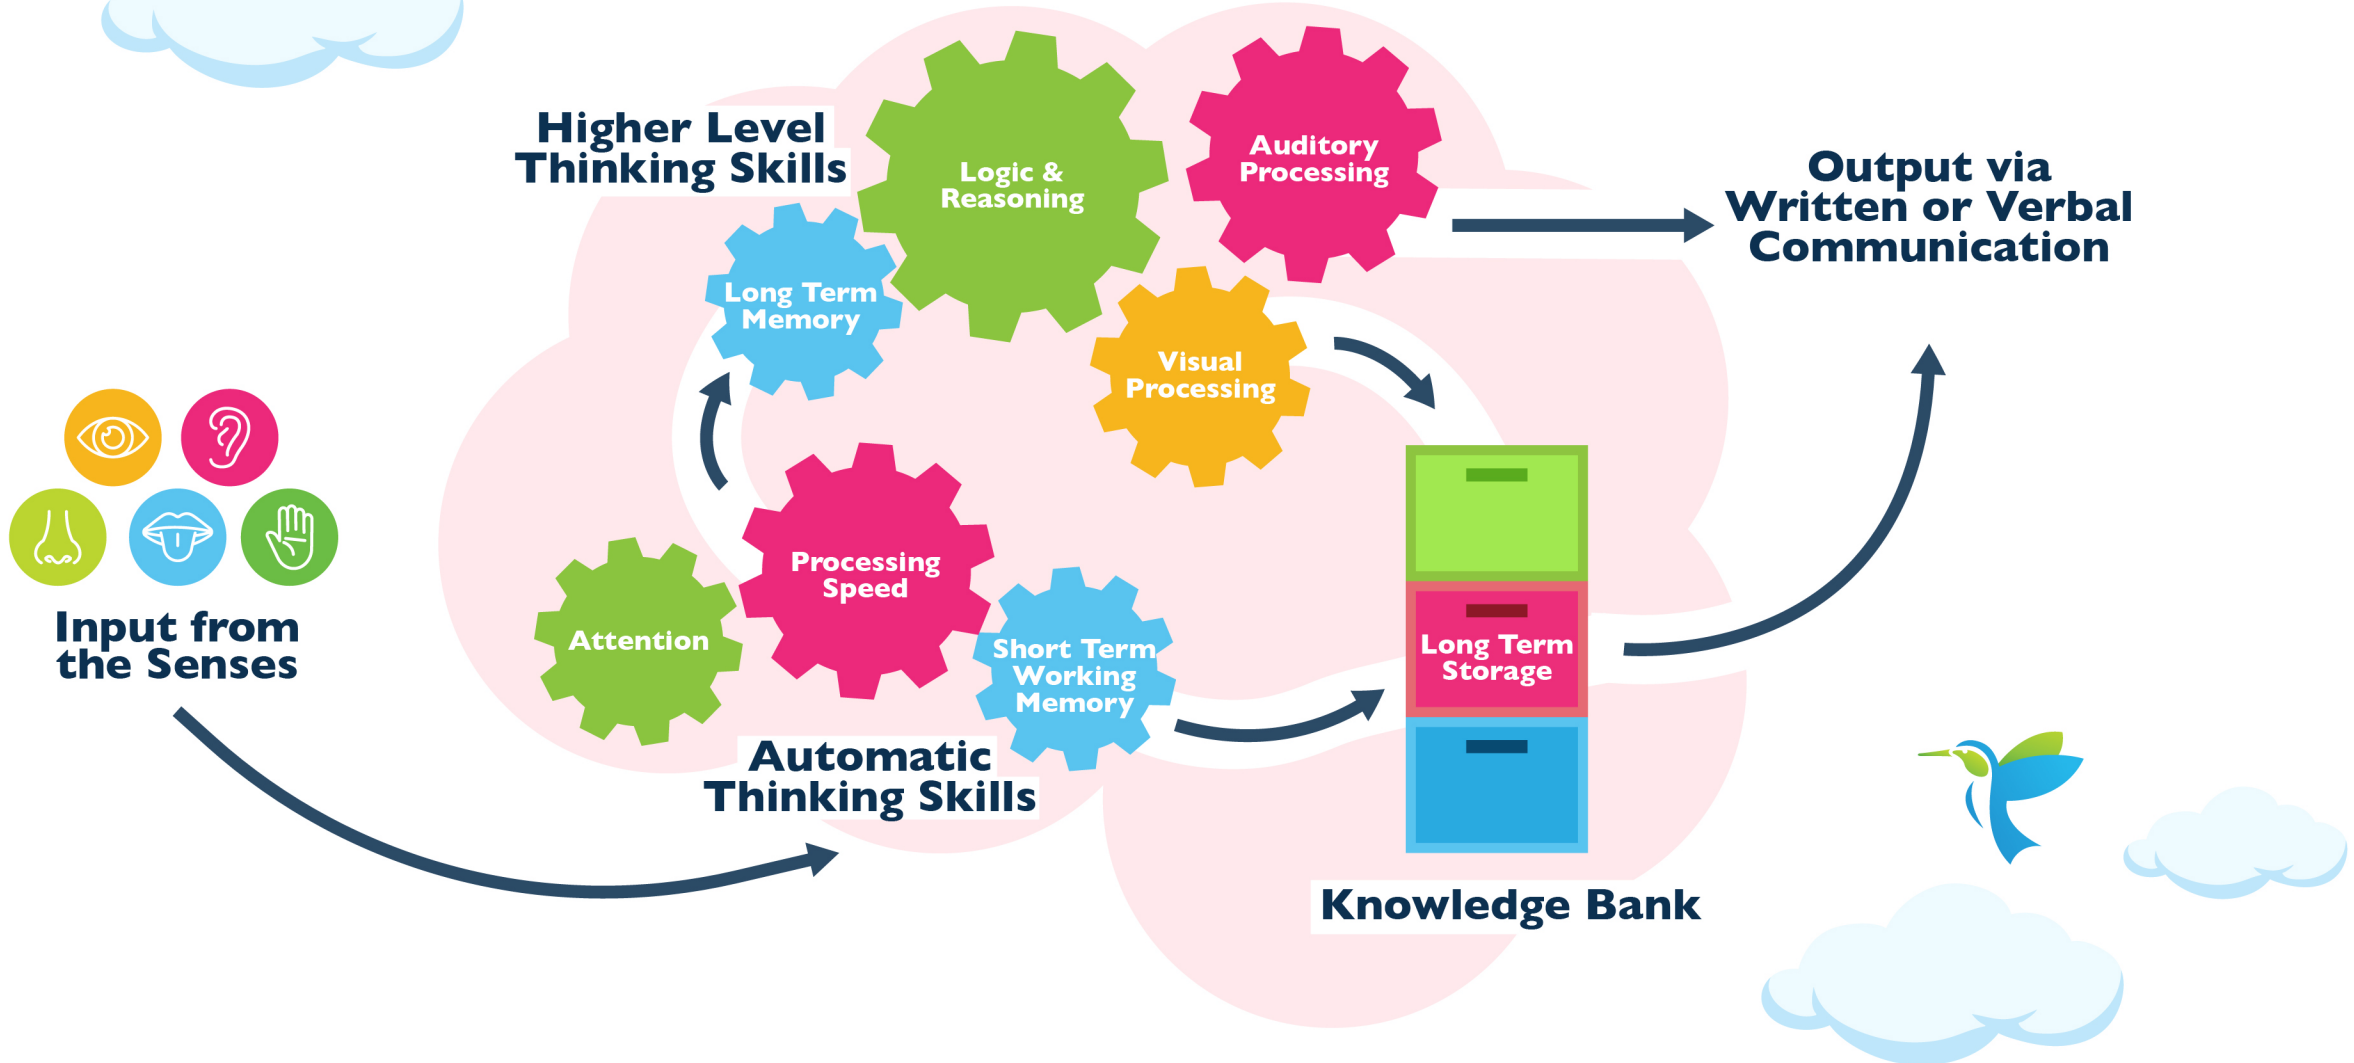 Higher Level
Thinking Skills
Logic &
Reasoning
Auditory
Processing
Long Term
Memory
Visual
Processing
Output via
Written or Verbal
Communication
Input from
the Senses
Attention
Processing
Speed
Short Term
Working
Memory
Automatic
Thinking Skills
Long Term
Storage
Knowledge Bank